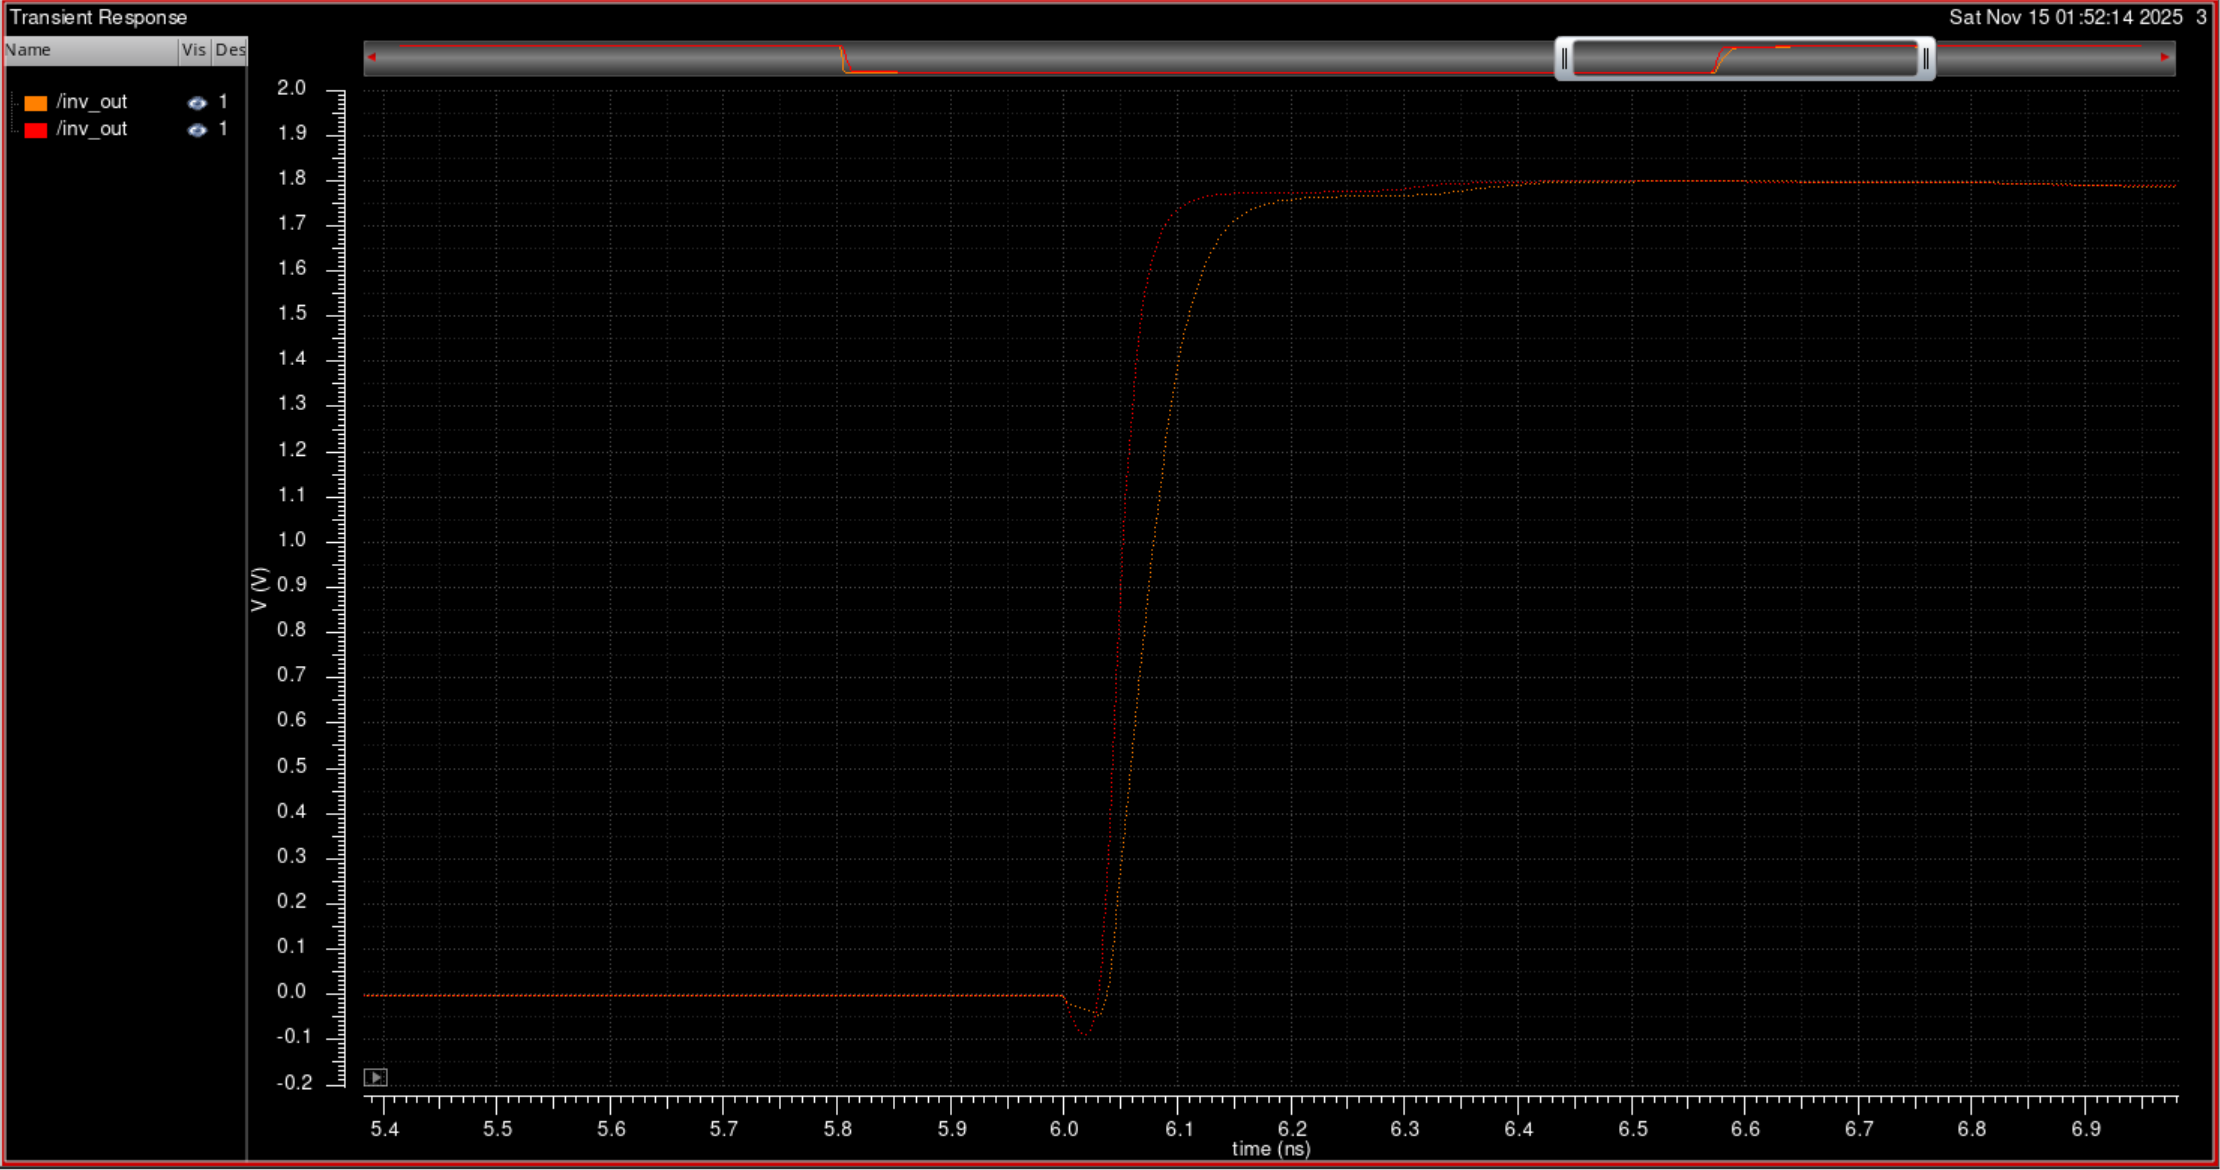 Transient Response
Sat Nov 15 01:52:14 2025 3
Name Vis Des
/inv_out 1
/inv_out 1
2.0
1.9
1.8
1.7
1.6
1.5
1.4
1.3
1.2
1.1
1.0
0.9
0.8
0.7
0.6
0.5
0.4
0.3
0.2
0.1
0.0
-0.1
-0.2
V (V)
5.4 5.5 5.6 5.7 5.8 5.9 6.0 6.1 6.2 6.3 6.4 6.5 6.6 6.7 6.8 6.9
time (ns)